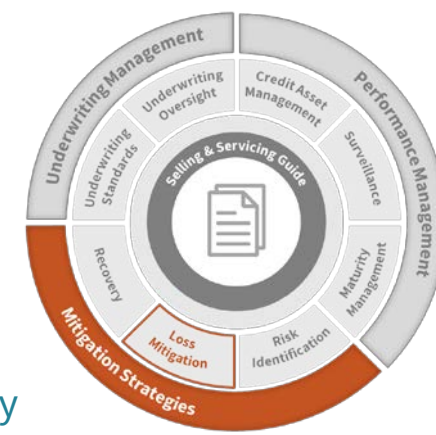 Underwriting Management
Performance Management
Mitigation Strategies
Underwriting
Oversight
Credit Asset
Management
Surveillance
Maturity
Management
Risk
Identification
Loss
Mitigation
Recovery
Underwriting
Standards
Selling & Servicing Guide
y